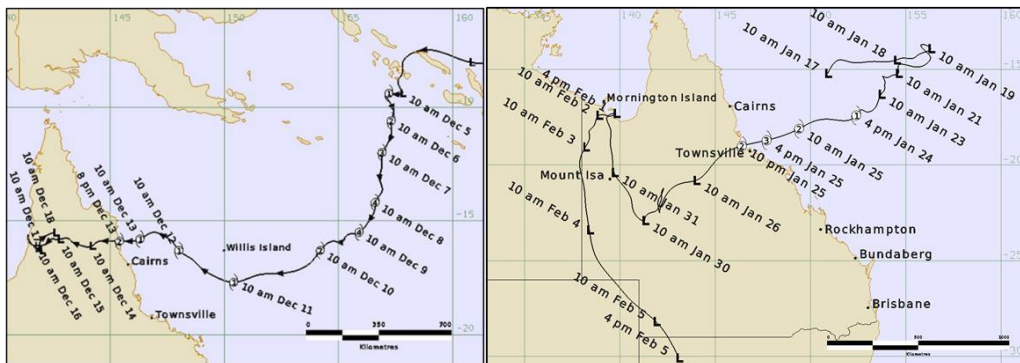 145
150
155
160
10 am Dec 5
10 am Dec 6
10 am Dec 7
10 am Dec 8
10 am Dec 9
10 am Dec 10
10 am Dec 11
10 am Dec 12
10 am Dec 13
8 pm Dec 13
10 am Dec 14
10 am Dec 15
10 am Dec 16
10 am Dec 18
Willis Island
Cairns
Townsville
-15
-20
0
350
700
Kilometres
140
145
150
155
10 am Jan 17
10 am Jan 18
10 am Jan 19
10 am Jan 21
10 am Jan 23
4 pm Jan 24
10 am Jan 25
4 pm Jan 25
10 pm Jan 25
10 am Jan 26
10 am Jan 30
10 am Jan 31
4 pm Feb
10 am Feb 2
10 am Feb 3
10 am Feb 4
10 am Feb 5
4 pm Feb 5
Mornington Island
Cairns
Townsville
Mount Isa
Rockhampton
Bundaberg
Brisbane
-15
-20
-25
-30
Kilometres